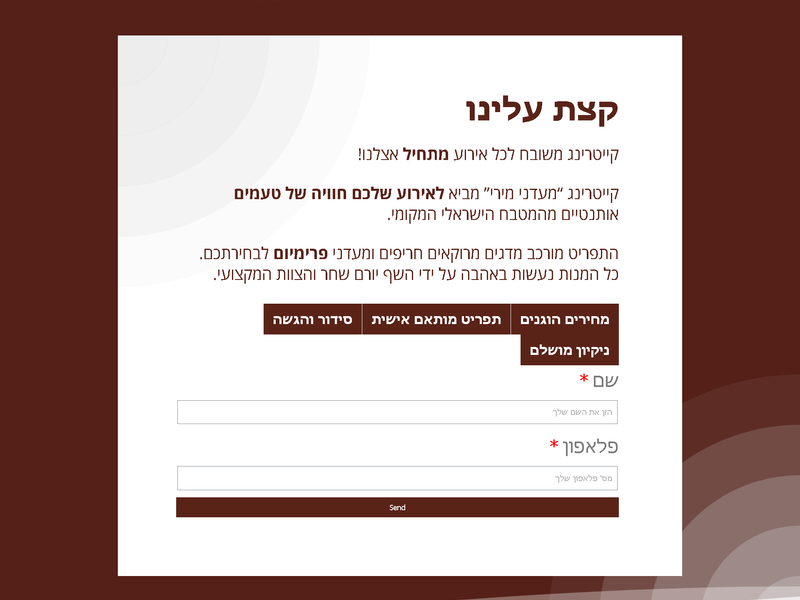 קצת עלינו
קייטרינג משובח לכל אירוע מתחיל אצלנו!
קייטרינג “מעדני מירי” מביא לאירוע שלכם חוויה של טעמים
אותנטיים מהמטבח הישראלי המקומי.
התפריט מורכב מדגים מרוקאים חריפים ומעדני פרימיום לבחירתכם.
כל המנות נעשות באהבה על ידי השף יורם שחר והצוות המקצועי.
מחירים הוגנים תפריט מותאם אישית סידור והגשה
ניקיון מושלם
שם *
הזן את השם שלך
פלאפון *
מס' פלאפון שלך
Send